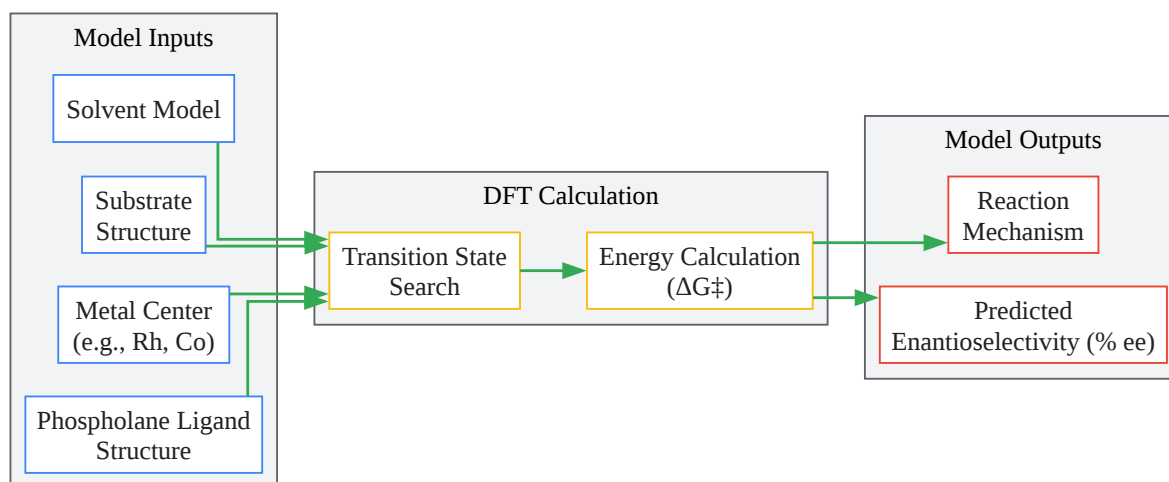 Model Inputs
Solvent Model
Substrate
Structure
Metal Center
(e.g., Rh, Co)
Phospholane Ligand
Structure
DFT Calculation
Transition State
Search
Energy Calculation
(ΔG‡)
Model Outputs
Reaction
Mechanism
Predicted
Enantioselectivity (% ee)